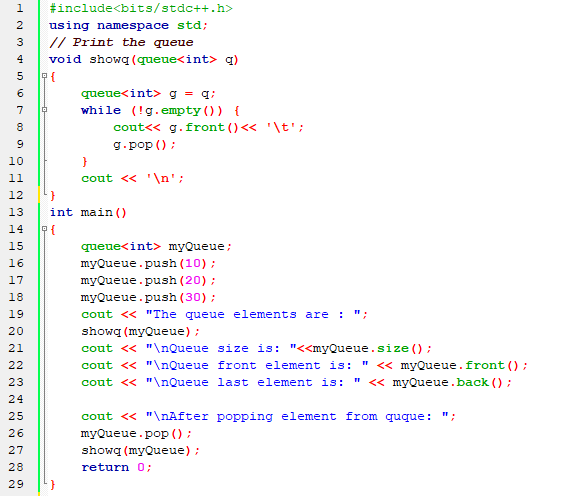 1 #include<bits/stdc++.h>
2 using namespace std;
3 // Print the queue
4 void showq(queue<int> q)
5 {
6     queue<int> g = q;
7     while (!g.empty()) {
8         cout<< g.front()<< '\t';
9         g.pop();
10     }
11     cout << '\n';
12 }
13 int main()
14 {
15     queue<int> myQueue;
16     myQueue.push(10);
17     myQueue.push(20);
18     myQueue.push(30);
19     cout << "The queue elements are : ";
20     showq(myQueue);
21     cout << "\nQueue size is: "<<myQueue.size();
22     cout << "\nQueue front element is: " << myQueue.front();
23     cout << "\nQueue last element is: " << myQueue.back();
24
25     cout << "\nAfter popping element from quque: ";
26     myQueue.pop();
27     showq(myQueue);
28     return 0;
29 }